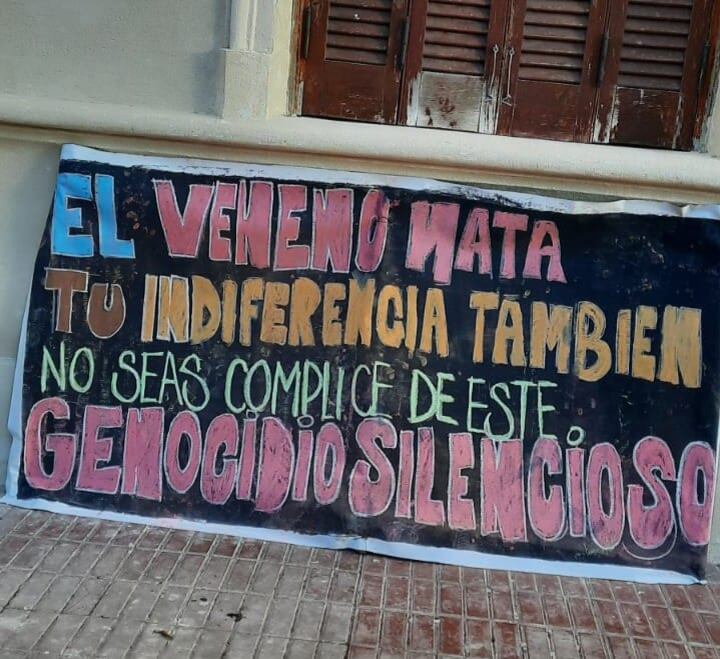 EL VENENO MATA
TU INDIFERENCIA TAMBIEN
NO SEAS COMPLICE DE ESTE
GENOCIDIO SILENCIOSO